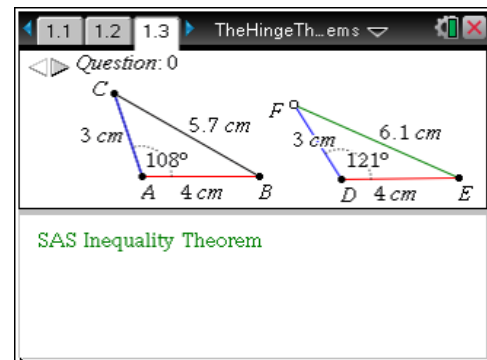 1.1 1.2 1.3 TheHingeTh...ems
Question: 0
C
3 cm
5.7 cm
108°
A 4 cm B
F
3 cm
6.1 cm
121°
D 4 cm E
SAS Inequality Theorem